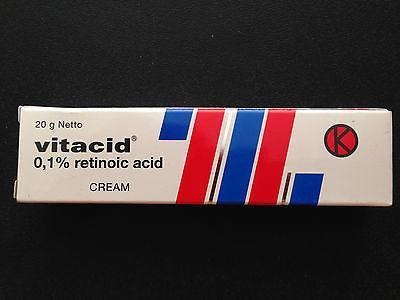 20 g Netto
vitacid®
0,1% retinoic acid
CREAM
K